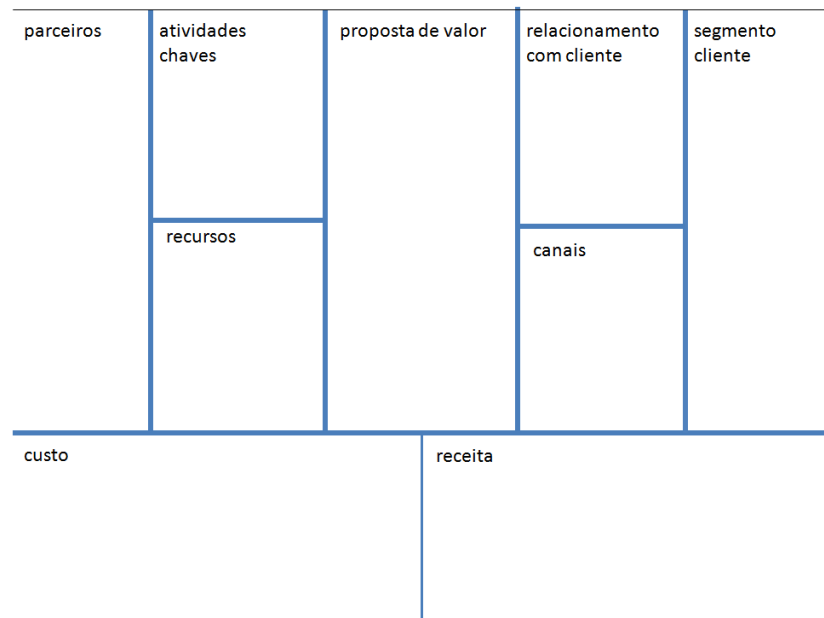 parceiros
atividades
chaves
proposta de valor
relacionamento
com cliente
segmento
cliente
recursos
canais
custo
receita